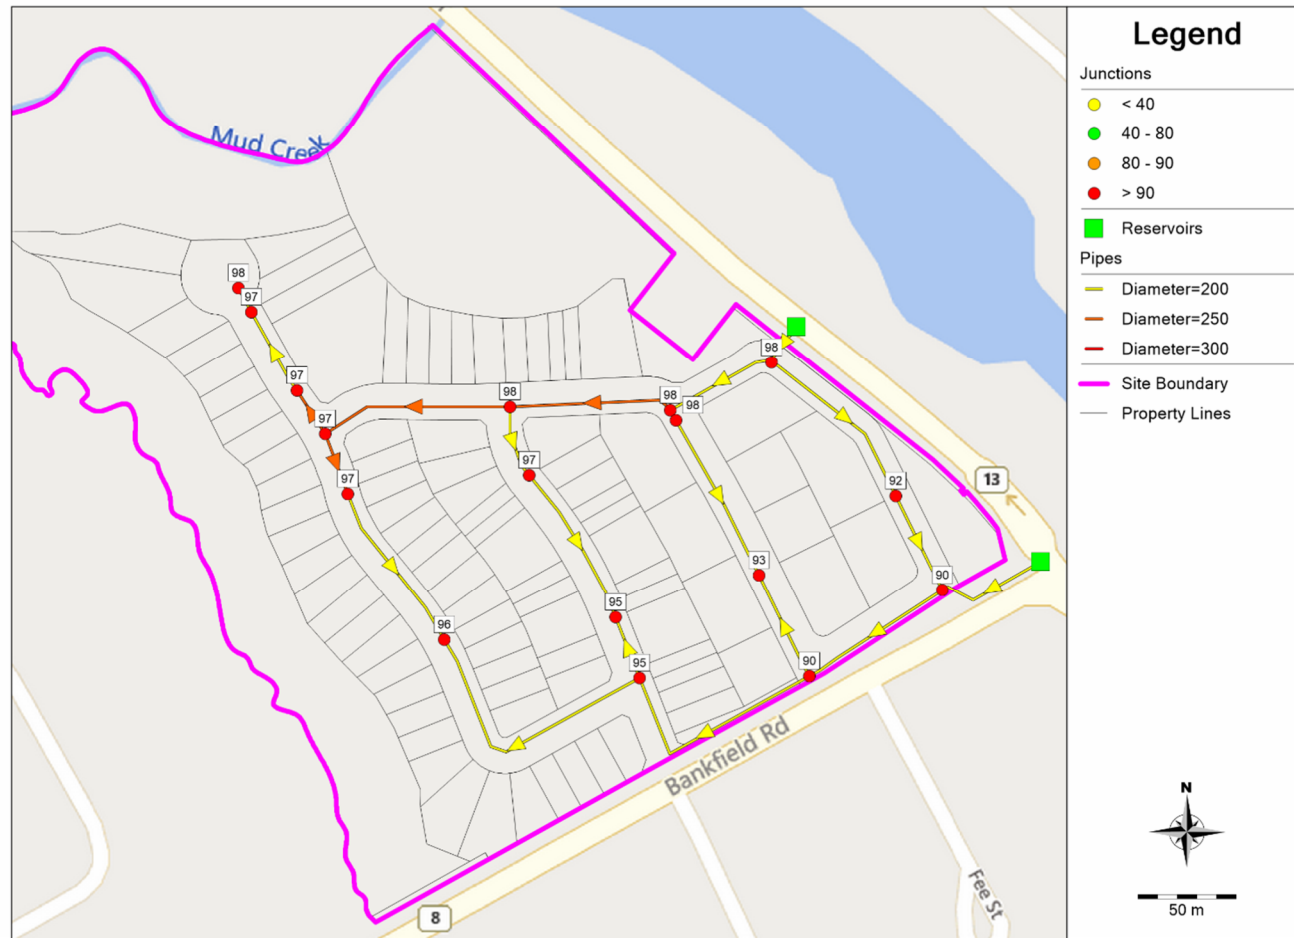 Legend
Junctions
< 40
40 - 80
80 - 90
> 90
Reservoirs
Pipes
Diameter=200
Diameter=250
Diameter=300
Site Boundary
Property Lines
Mud Creek
98
97
97
97
97
98
98
98
98
97
92
13
93
90
95
96
95
90
Bankfield Rd
8
Fee St
N
50 m